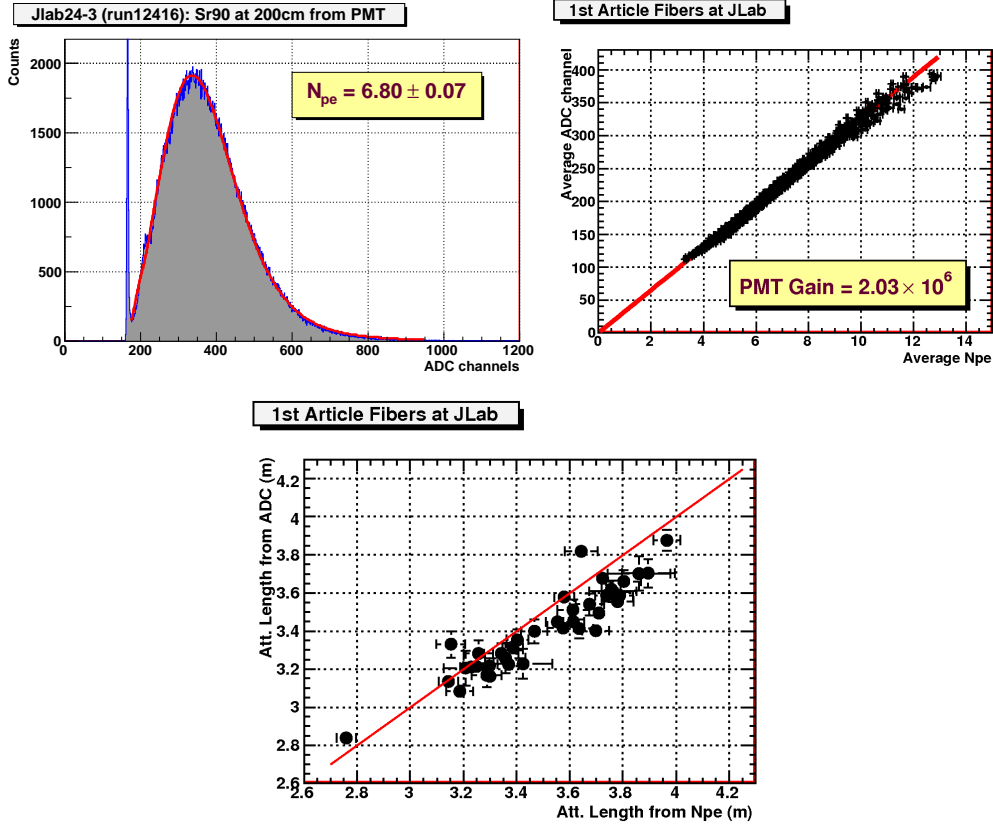 Jlab24-3 (run12416): Sr90 at 200cm from PMT
Counts
2000
1500
1000
500
0
N_pe = 6.80 ± 0.07
0 200 400 600 800 1000 1200
ADC channels
1st Article Fibers at JLab
Average ADC channel
400
350
300
250
200
150
100
50
0
PMT Gain = 2.03 × 10^6
0 2 4 6 8 10 12 14
Average Npe
1st Article Fibers at JLab
Att. Length from ADC (m)
4.2
4
3.8
3.6
3.4
3.2
3
2.8
2.6
2.6 2.8 3 3.2 3.4 3.6 3.8 4 4.2
Att. Length from Npe (m)